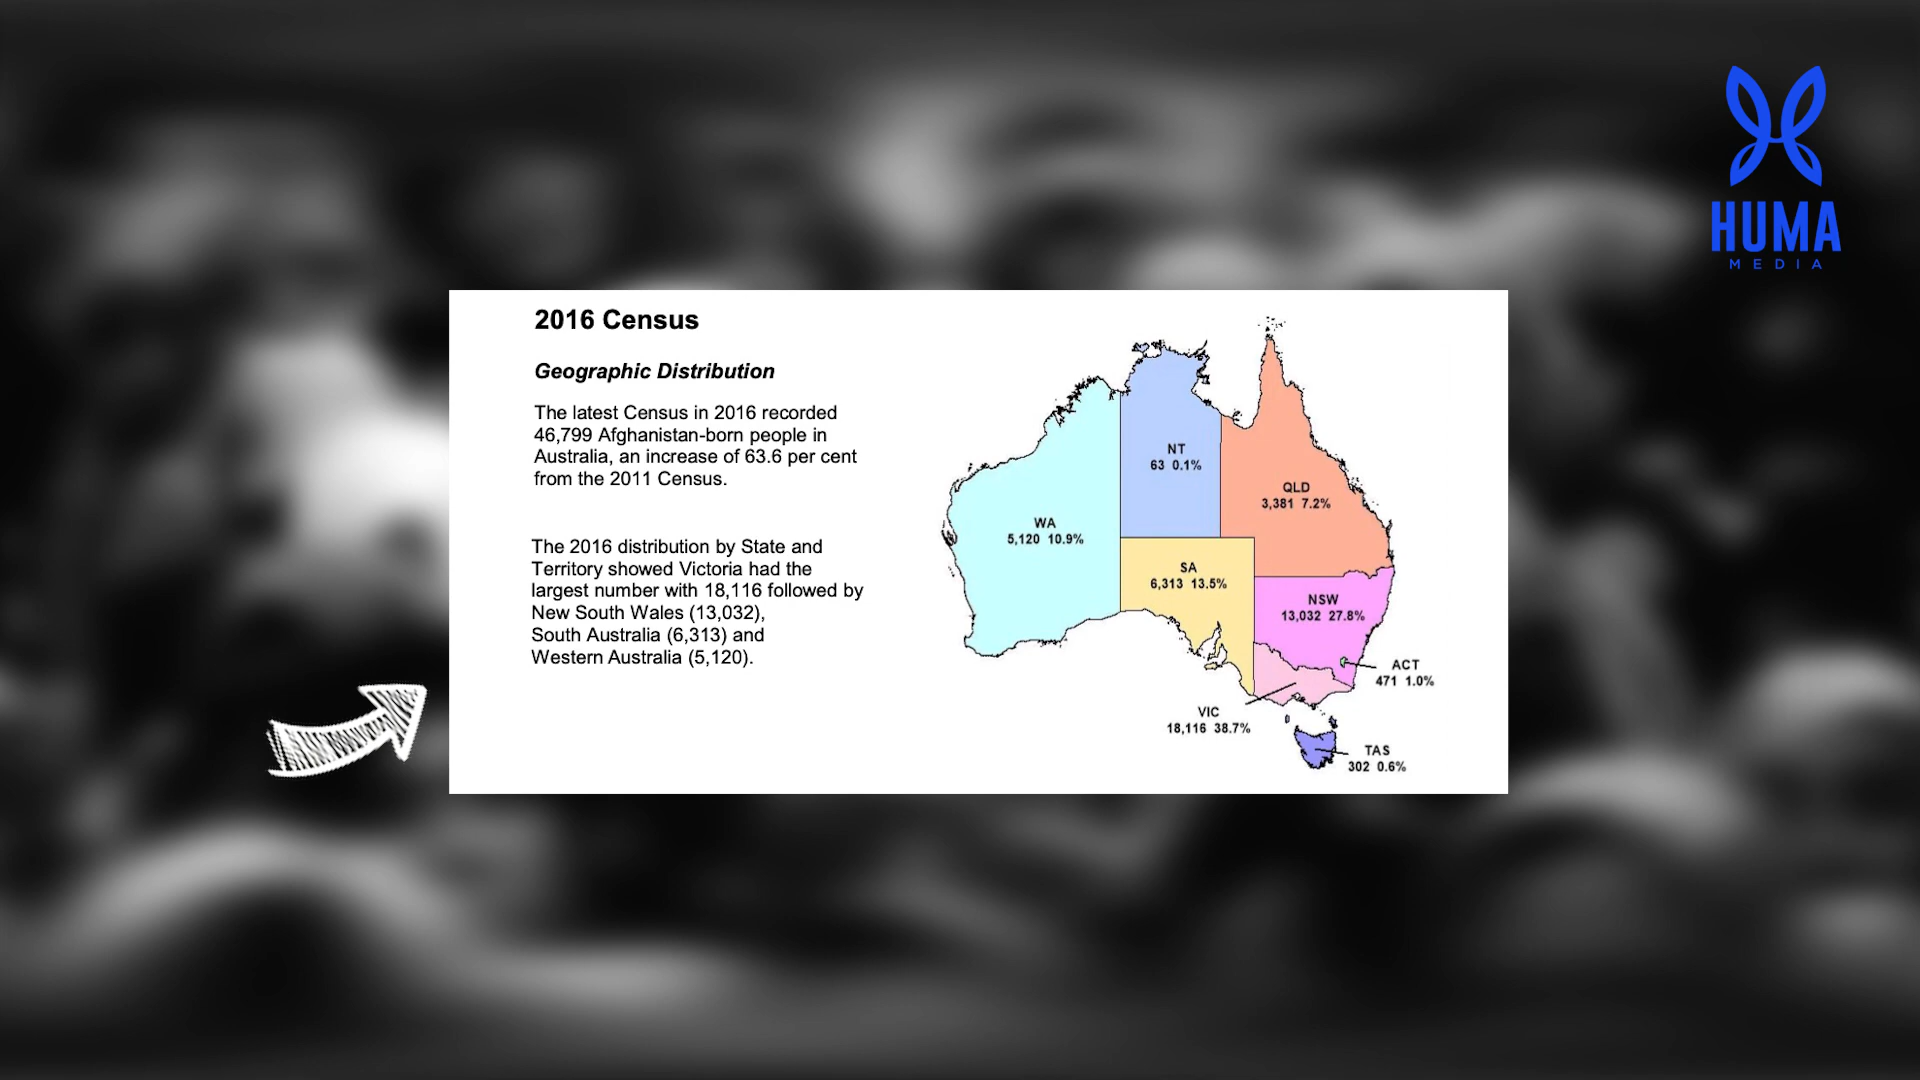 HUMA
MEDIA
2016 Census
Geographic Distribution
The latest Census in 2016 recorded
46,799 Afghanistan-born people in
Australia, an increase of 63.6 per cent
from the 2011 Census.
The 2016 distribution by State and
Territory showed Victoria had the
largest number with 18,116 followed by
New South Wales (13,032),
South Australia (6,313) and
Western Australia (5,120).
NT
63 0.1%
QLD
3,381 7.2%
WA
5,120 10.9%
SA
6,313 13.5%
NSW
13,032 27.8%
ACT
471 1.0%
VIC
18,116 38.7%
TAS
302 0.6%